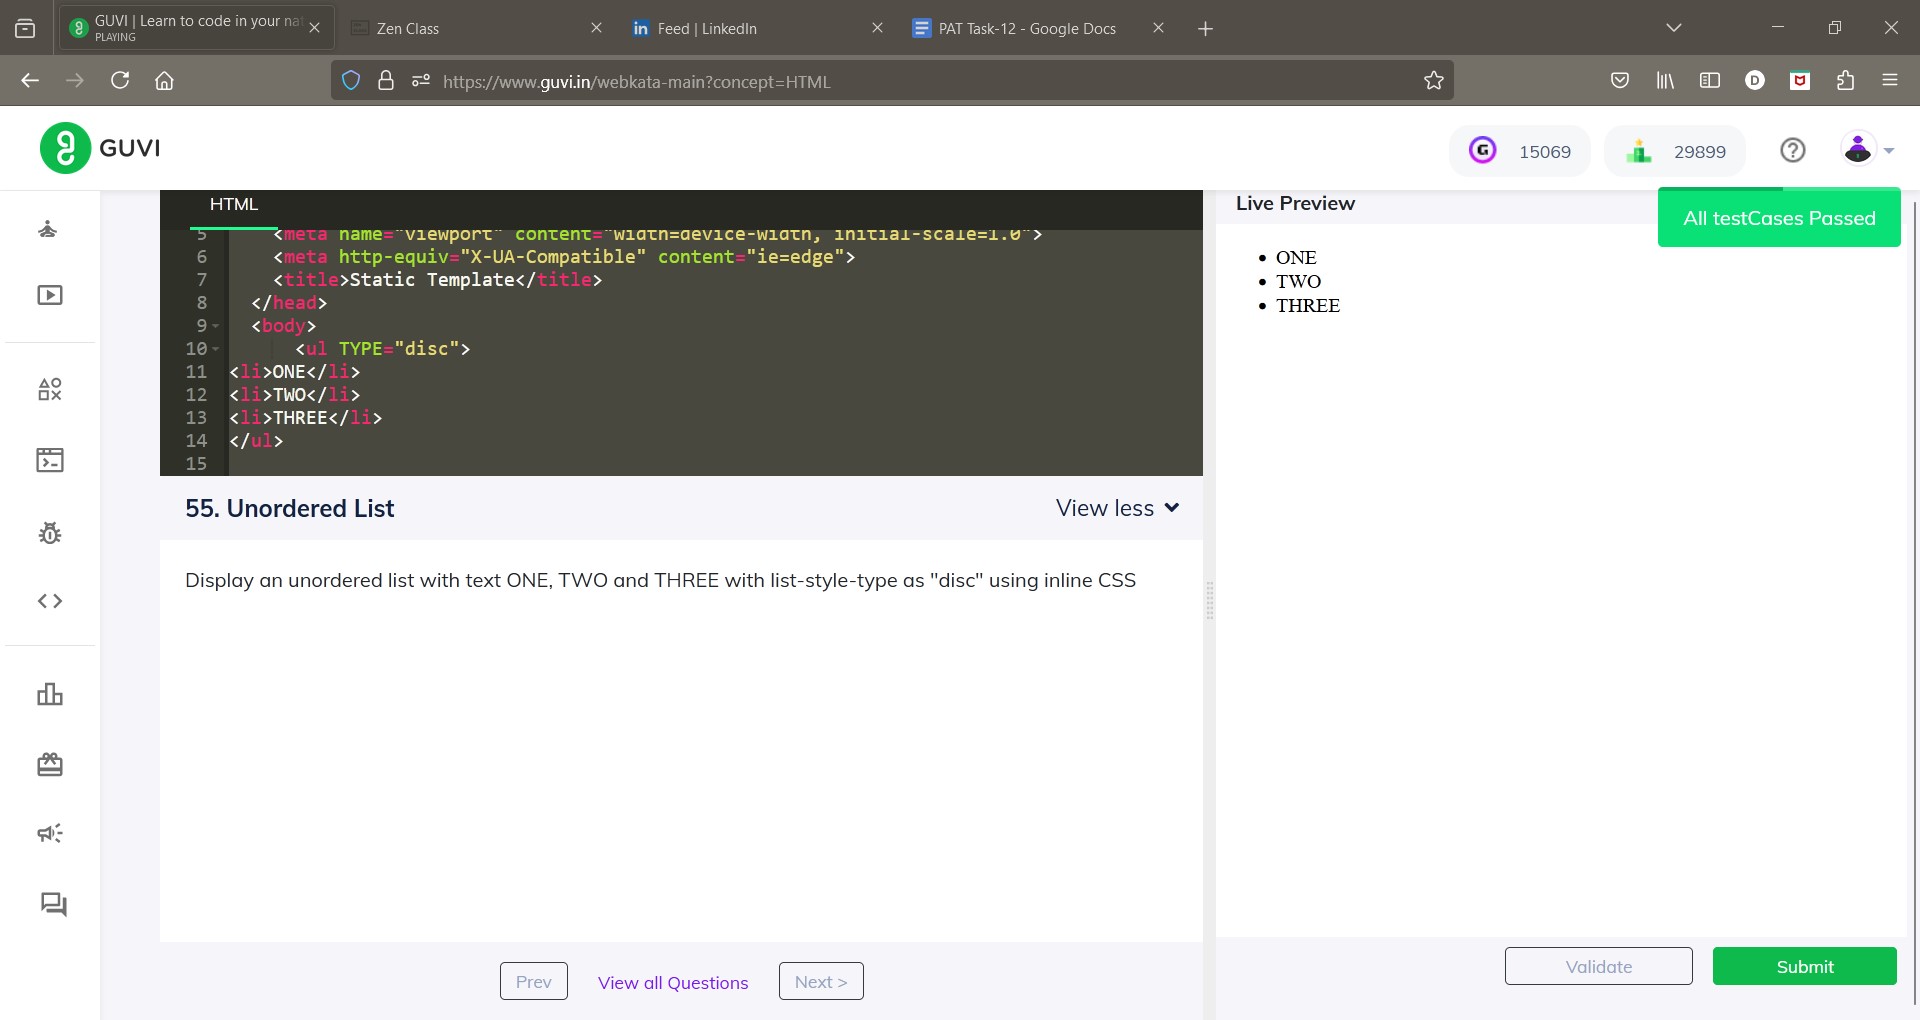 GUVI | Learn to code in your nat
PLAYING
Zen Class
in Feed | LinkedIn
PAT Task-12 - Google Docs
https://www.guvi.in/webkata-main?concept=HTML
D
GUVI
G 15069
29899
HTML
5 <meta name="viewport" content="width=device-width, initial-scale=1.0">
6 <meta http-equiv="X-UA-Compatible" content="ie=edge">
7 <title>Static Template</title>
8 </head>
9 <body>
10 <ul TYPE="disc">
11 <li>ONE</li>
12 <li>TWO</li>
13 <li>THREE</li>
14 </ul>
15
55. Unordered List
View less
Display an unordered list with text ONE, TWO and THREE with list-style-type as "disc" using inline CSS
Prev
View all Questions
Next >
Live Preview
All testCases Passed
• ONE
• TWO
• THREE
Validate
Submit